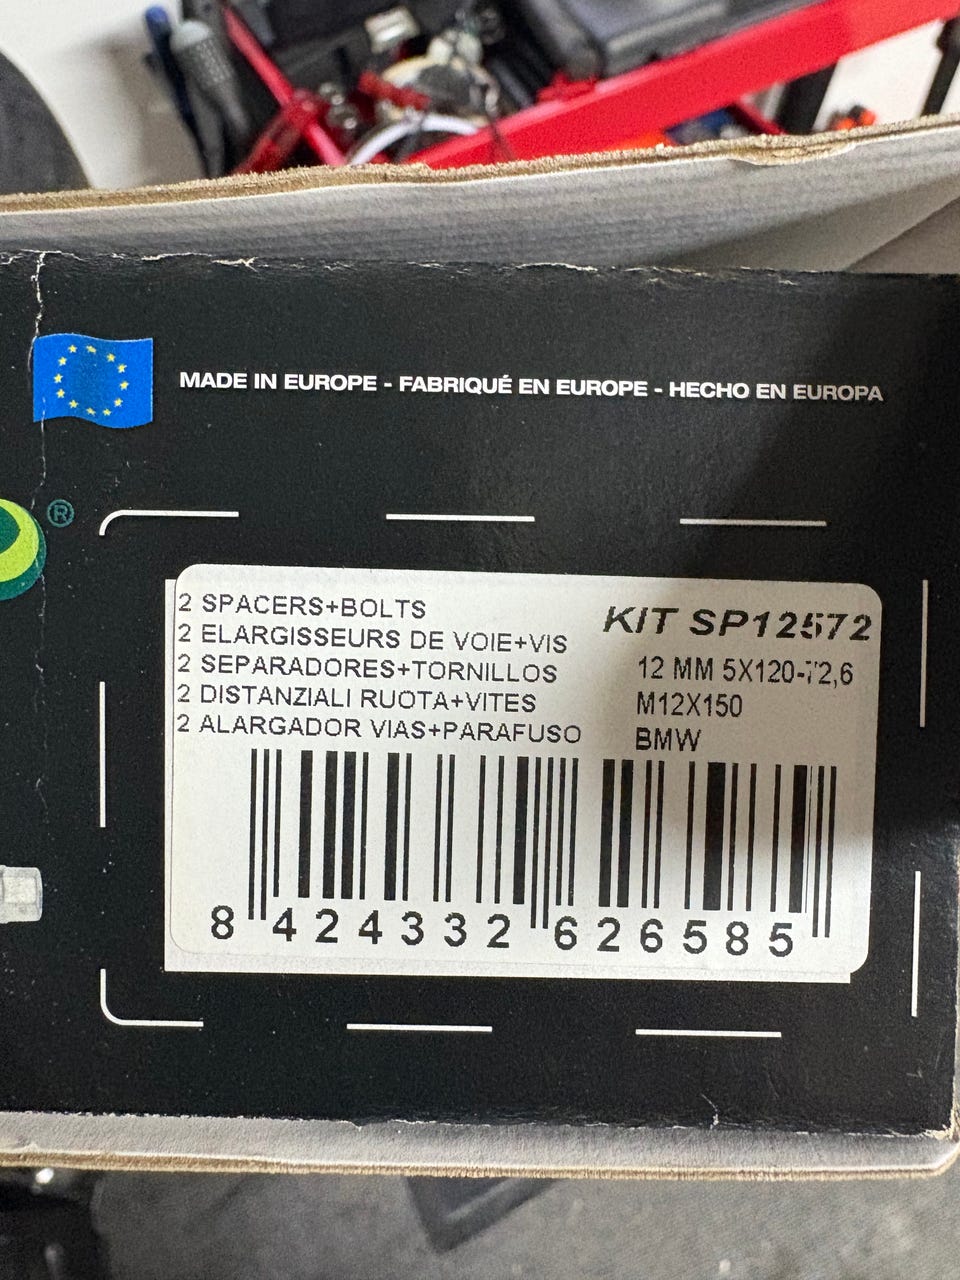 MADE IN EUROPE - FABRIQUÉ EN EUROPE - HECHO EN EUROPA
®
2 SPACERS+BOLTS
2 ELARGISSEURS DE VOIE+VIS
2 SEPARADORES+TORNILLOS
2 DISTANZIALI RUOTA+VITES
2 ALARGADOR VIAS+PARAFUSO
KIT SP12572
12 MM 5X120-72,6
M12X150
BMW
8 424332 626585